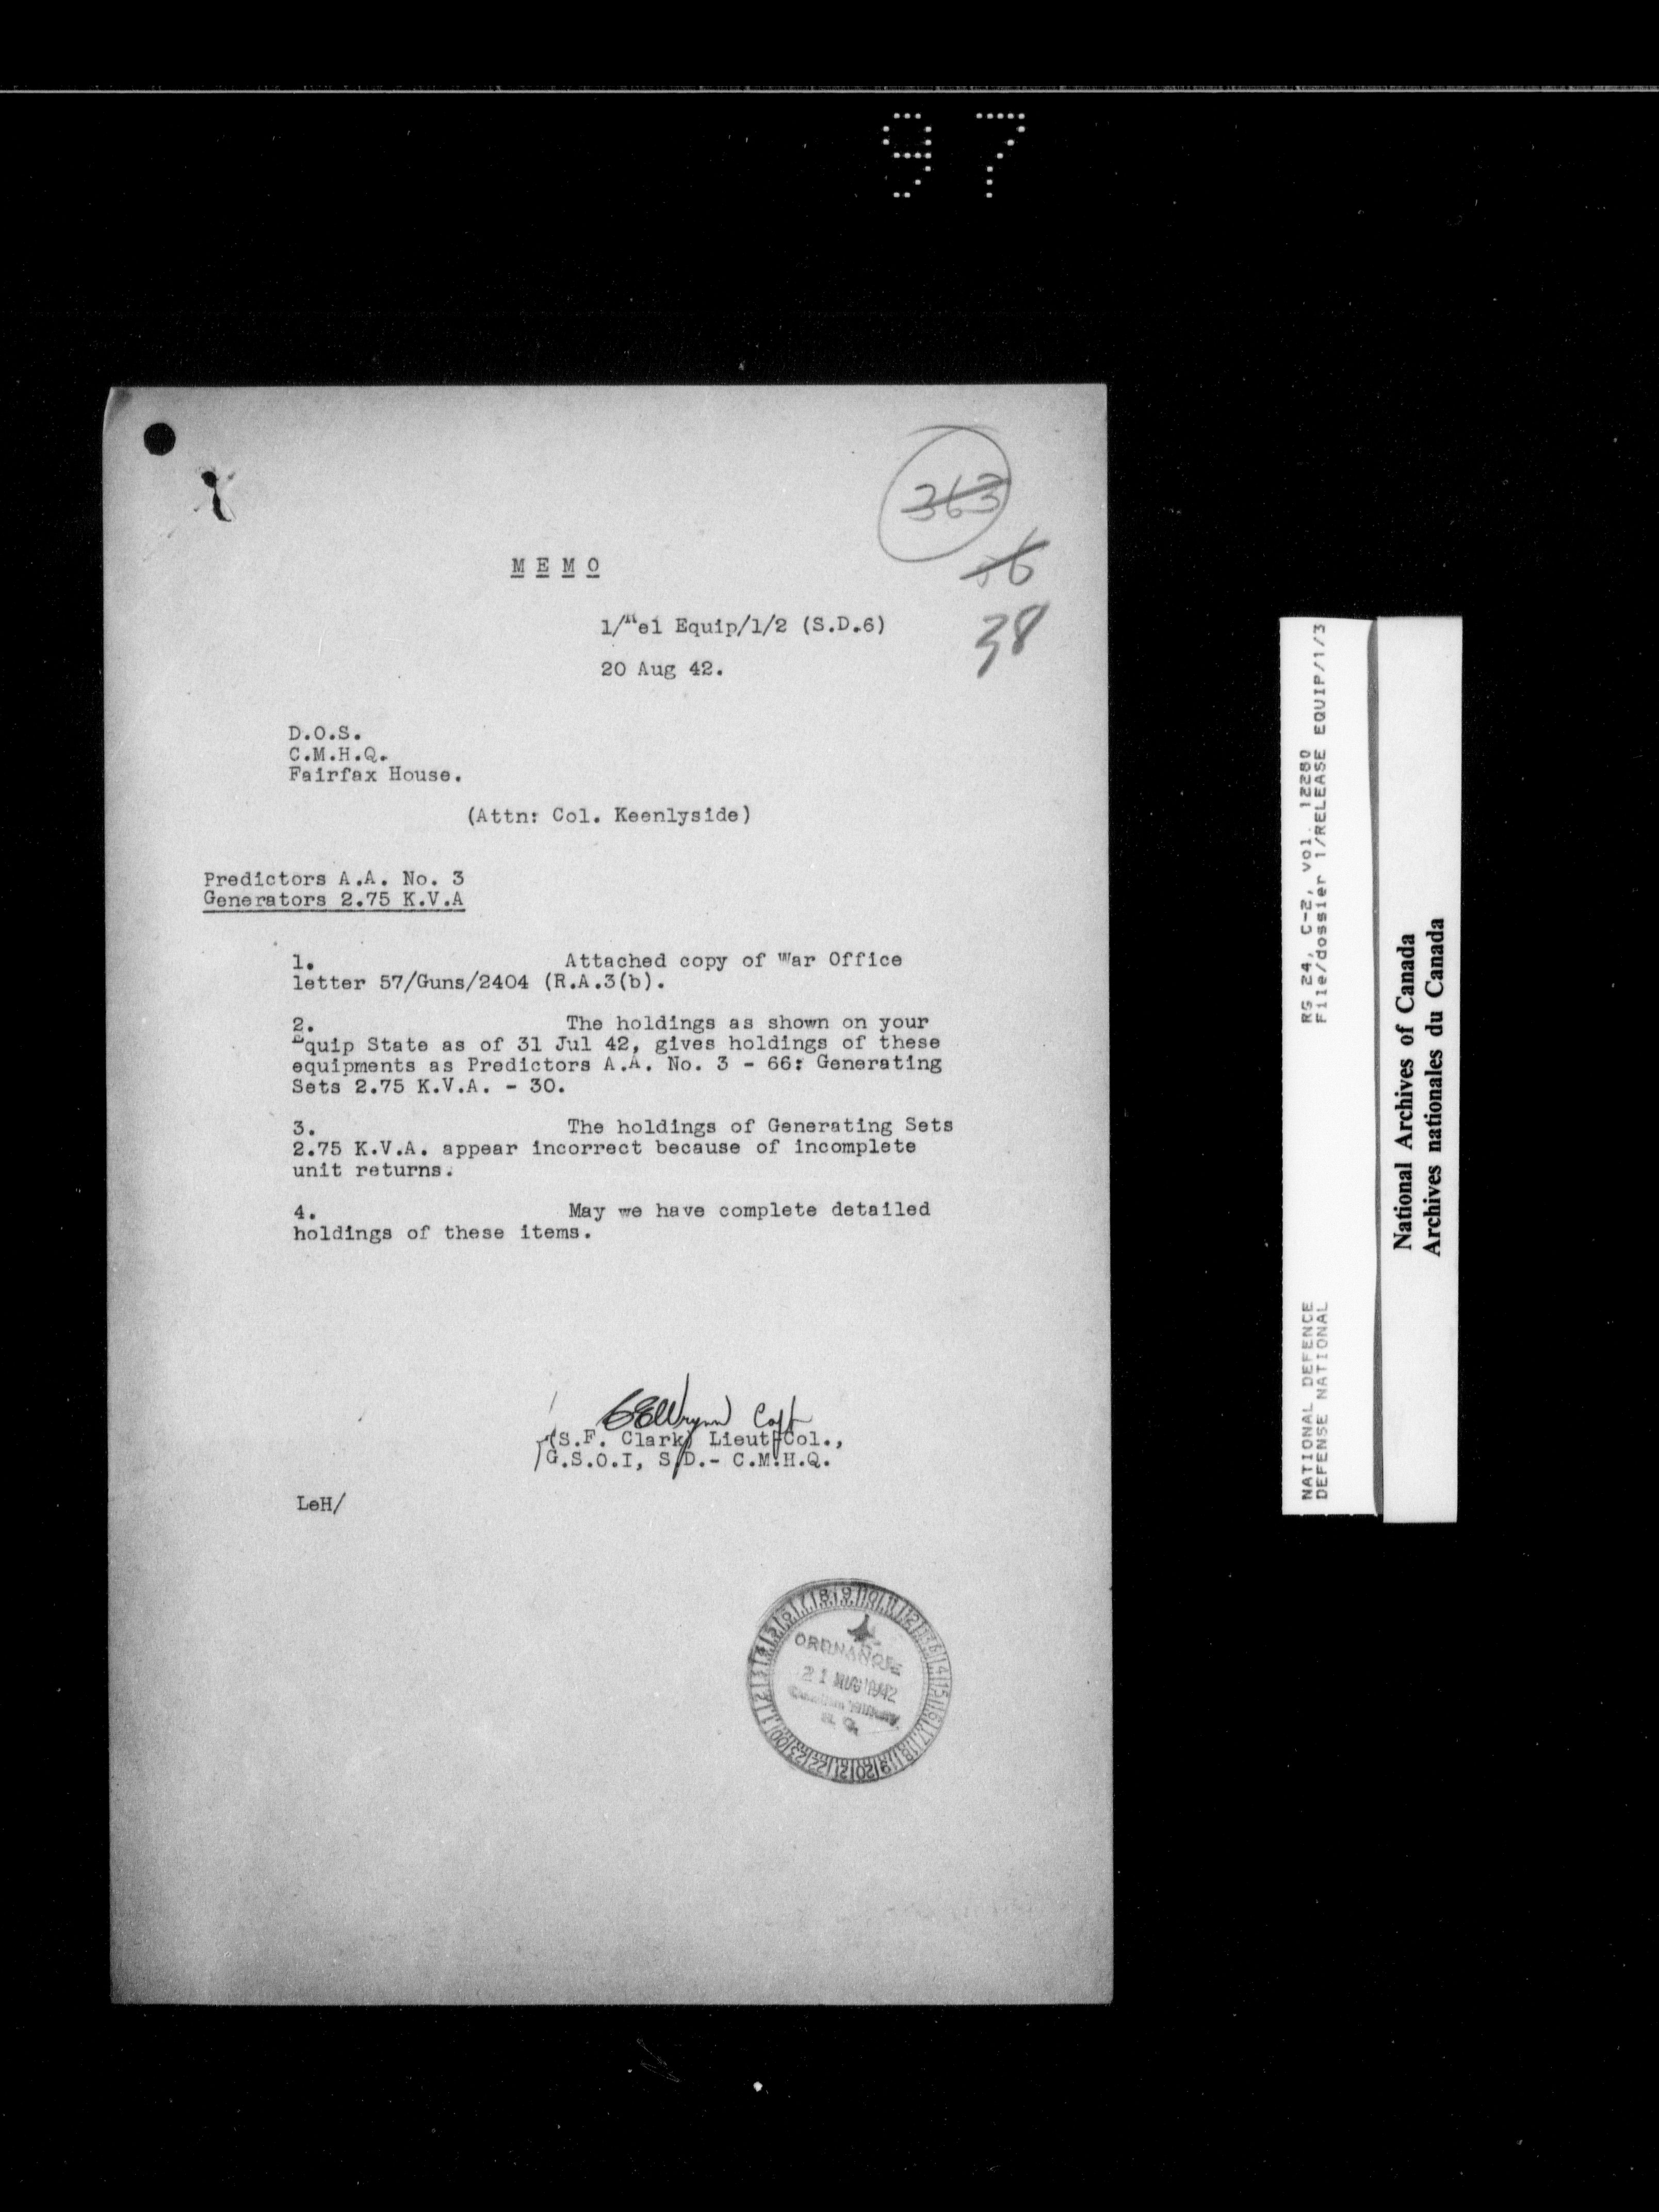 97
363
36
38
M E M O
1/Rel Equip/1/2 (S.D.6)
20 Aug 42.
D.O.S.
C.M.H.Q.
Fairfax House.
(Attn: Col. Keenlyside)
Predictors A.A. No. 3
Generators 2.75 K.V.A
1. Attached copy of War Office
letter 57/Guns/2404 (R.A.3(b).
2. The holdings as shown on your
Equip State as of 31 Jul 42, gives holdings of these
equipments as Predictors A.A. No. 3 - 66: Generating
Sets 2.75 K.V.A. - 30.
3. The holdings of Generating Sets
2.75 K.V.A. appear incorrect because of incomplete
unit returns.
4. May we have complete detailed
holdings of these items.
Capt
(S.F. Clark) Lieut-Col.,
G.S.O.I, S.D.- C.M.H.Q.
LeH/
ORDNANCE
21 AUG 1942
H.Q.
RG 24, C-2, vol. 12280
File/dossier 1/RELEASE EQUIP/1/3
NATIONAL DEFENCE
DEFENSE NATIONAL
National Archives of Canada
Archives nationales du Canada